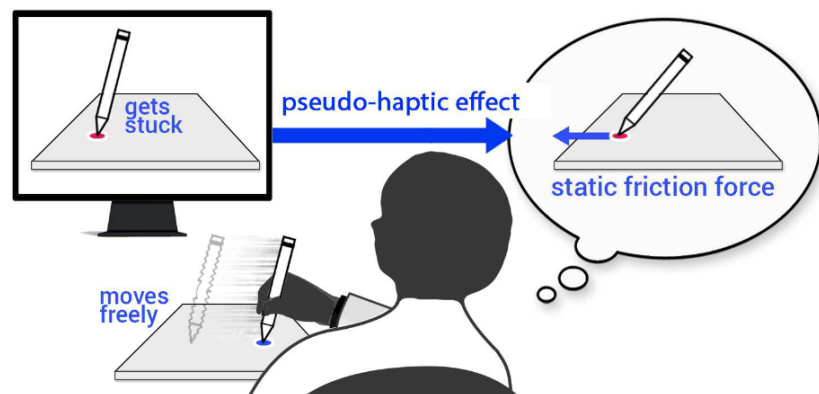 gets
stuck
pseudo-haptic effect
static friction force
moves
freely